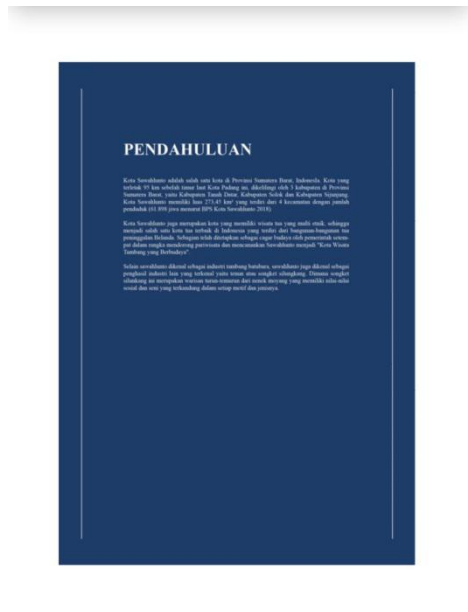 PENDAHULUAN
Kota Sawahlunto adalah salah satu kota di Provinsi Sumatera Barat, Indonesia. Kota yang
terletak 95 km sebelah timur laut Kota Padang ini, dikelilingi oleh 3 kabupaten di Provinsi
Sumatera Barat, yaitu Kabupaten Tanah Datar, Kabupaten Solok dan Kabupaten Sijunjung.
Kota Sawahlunto memiliki luas 273,45 km² yang terdiri dari 4 kecamatan dengan jumlah
penduduk (61.898 jiwa menurut BPS Kota Sawahlunto 2018)
Kota Sawahlunto juga merupakan kota yang memiliki wisata tua yang multi etnik, sehingga
menjadi salah satu kota tua terbaik di Indonesia yang terdiri dari bangunan-bangunan tua
peninggalan Belanda. Sebagian telah ditetapkan sebagai cagar budaya oleh pemerintah setem-
pat dalam rangka mendorong pariwisata dan mencanankan Sawahlunto menjadi "Kota Wisata
Tambang yang Berbudaya"
Selain sawahlunto dikenal sebagai industri tambang batubara, sawahlunto juga dikenal sebagai
penghasil industri lain yang terkenal yaitu tenun atau songket silungkang. Dimana songket
silunkang ini merupakan warisan turun-temurun dari nenek moyang yang memiliki nilai-nilai
sosial dan seni yang terkandung dalam setiap motif dan jenisnya.